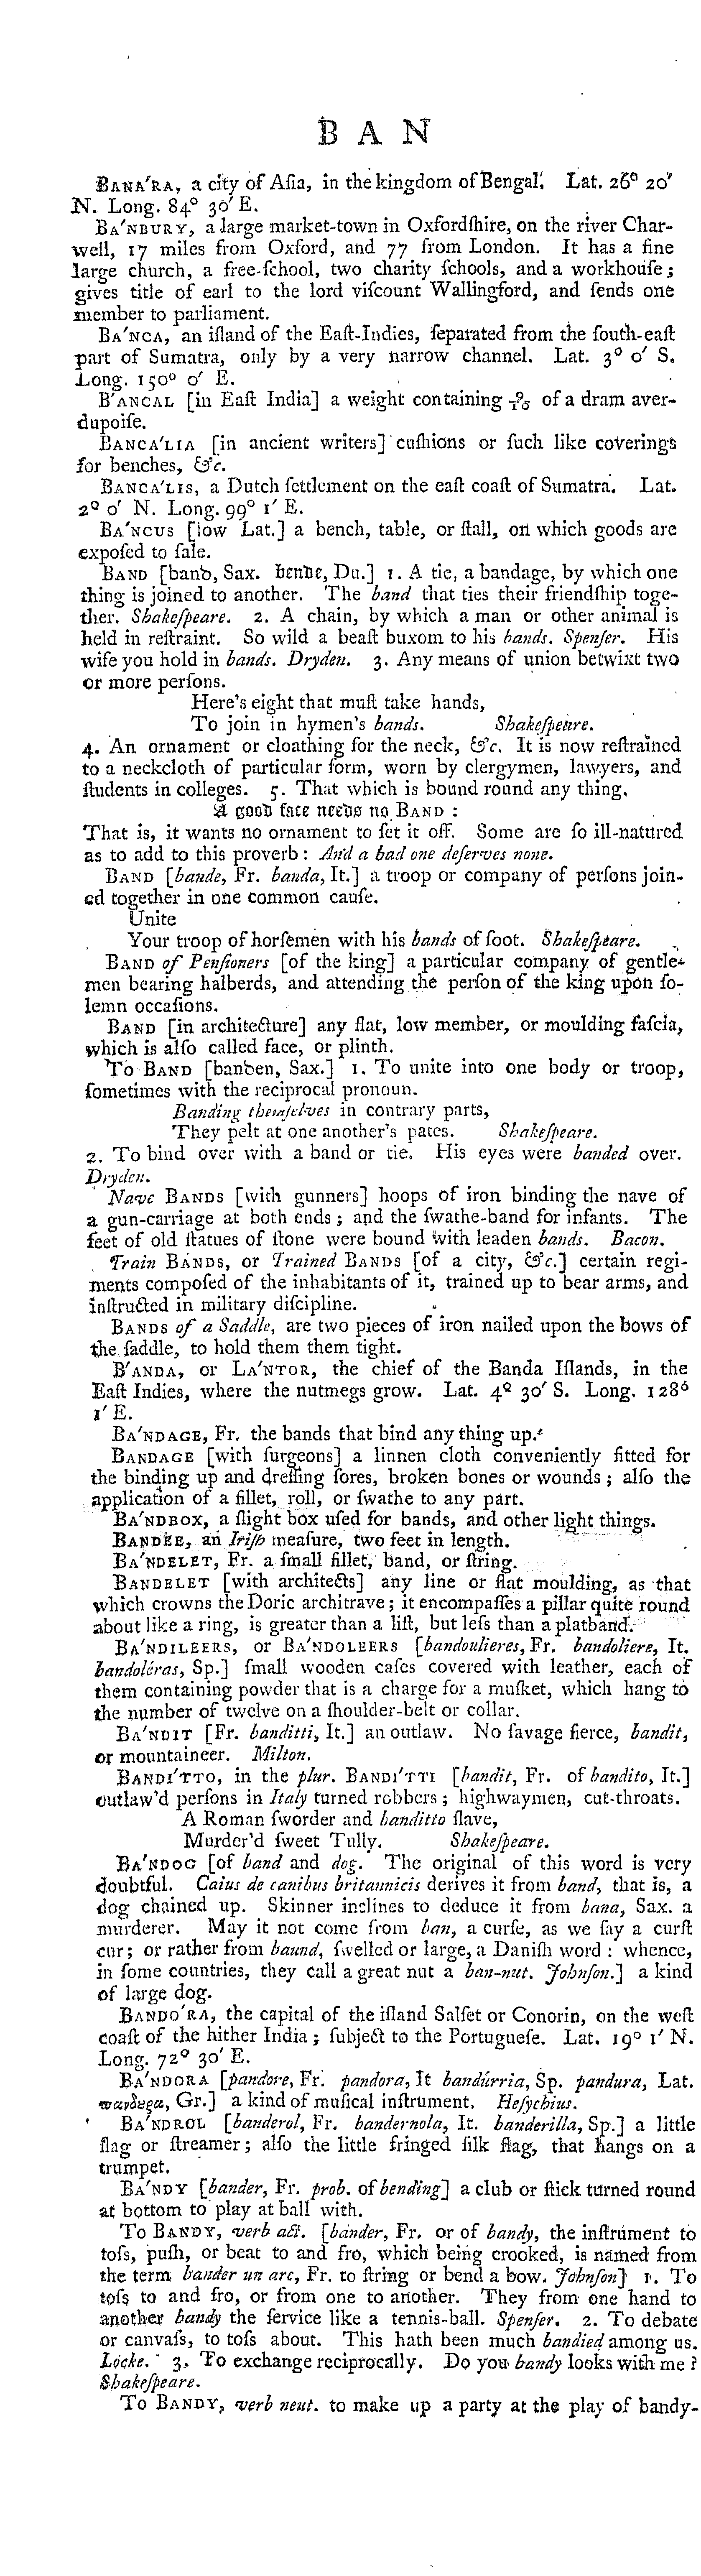 B A N
BANA'RA, a city of Aſia, in the kingdom of Bengal. Lat. 26° 20'
N. Long. 84° 30' E.
BA'NBURY, a large market-town in Oxfordſhire, on the river Char-
well, 17 miles from Oxford, and 77 from London. It has a fine
large church, a free-ſchool, two charity ſchools, and a workhouſe;
gives title of earl to the lord viſcount Wallingford, and ſends one
member to parliament.
BA'NCA, an iſland of the Eaſt-Indies, ſeparated from the ſouth-eaſt
part of Sumatra, only by a very narrow channel. Lat. 3° 0' S.
Long. 150° 0' E.
B'ANCAL [in Eaſt India] a weight containing of a dram aver-
dupoiſe.
BANCA'LIA [in ancient writers] cuſhions or ſuch like coverings
for benches, &c.
BANCA'LIS, a Dutch ſettlement on the eaſt coaſt of Sumatra. Lat.
2° 0' N. Long. 99° 1' E.
BA'NCUS [low Lat.] a bench, table, or ſtall, on which goods are
expoſed to ſale.
BAND [band, Sax. bende, Du.] 1. A tie, a bandage, by which one
thing is joined to another. The band that ties their friendſhip toge-
ther. Shakeſpeare. 2. A chain, by which a man or other animal is
held in reſtraint. So wild a beaſt buxom to his bands. Spenſer. His
wife you hold in bands. Dryden. 3. Any means of union betwixt two
or more perſons.
Here's eight that muſt take hands,
To join in hymen's bands. Shakeſpeare.
4. An ornament or cloathing for the neck, &c. It is now reſtrained
to a neckcloth of particular form, worn by clergymen, lawyers, and
ſtudents in colleges. 5. That which is bound round any thing.
A good face needs no BAND :
That is, it wants no ornament to ſet it off. Some are ſo ill-natured
as to add to this proverb : And a bad one deſerves none.
BAND [bande, Fr. banda, It.] a troop or company of perſons join-
ed together in one common cauſe.
Unite
Your troop of horſemen with his bands of foot. Shakeſpeare.
BAND of Penſioners [of the king] a particular company of gentle-
men bearing halberds, and attending the perſon of the king upon ſo-
lemn occaſions.
BAND [in architecture] any flat, low member, or moulding faſcia,
which is alſo called face, or plinth.
To BAND [banden, Sax.] 1. To unite into one body or troop,
ſometimes with the reciprocal pronoun.
Banding themſelves in contrary parts,
They pelt at one another's pates. Shakeſpeare.
2. To bind over with a band or tie. His eyes were banded over.
Dryden.
Nave BANDS [with gunners] hoops of iron binding the nave of
a gun-carriage at both ends ; and the ſwathe-band for infants. The
feet of old ſtatues of ſtone were bound with leaden bands. Bacon.
Train BANDS, or Trained BANDS [of a city, &c.] certain regi-
ments compoſed of the inhabitants of it, trained up to bear arms, and
inſtructed in military diſcipline.
BANDS of a Saddle, are two pieces of iron nailed upon the bows of
the ſaddle, to hold them them tight.
B'ANDA, or LA'NTOR, the chief of the Banda Iſlands, in the
Eaſt Indies, where the nutmegs grow. Lat. 4° 30' S. Long. 128°
1' E.
BA'NDAGE, Fr. the bands that bind any thing up.
BANDAGE [with ſurgeons] a linnen cloth conveniently fitted for
the binding up and dreſſing ſores, broken bones or wounds ; alſo the
application of a fillet, roll, or ſwathe to any part.
BA'NDBOX, a ſlight box uſed for bands, and other light things.
BANDEE, an Iriſh meaſure, two feet in length.
BA'NDELET, Fr. a ſmall fillet, band, or ſtring.
BANDELET [with architects] any line or flat moulding, as that
which crowns the Doric architrave ; it encompaſſes a pillar quite round
about like a ring, is greater than a liſt, but leſs than a platband.
BA'NDILEERS, or BA'NDOLEERS [bandoulieres, Fr. bandoliere, It.
bandoléras, Sp.] ſmall wooden caſes covered with leather, each of
them containing powder that is a charge for a muſket, which hang to
the number of twelve on a ſhoulder-belt or collar.
BA'NDIT [Fr. banditti, It.] an outlaw. No ſavage fierce, bandit,
or mountaineer. Milton.
BANDI'TTO, in the plur. BANDI'TTI [bandit, Fr. of bandito, It.]
outlaw'd perſons in Italy turned robbers ; highwaymen, cut-throats.
A Roman ſworder and banditto ſlave,
Murder'd ſweet Tully. Shakeſpeare.
BA'NDOG [of band and dog. The original of this word is very
doubtful. Caius de canibus britannicis derives it from band, that is, a
dog chained up. Skinner inclines to deduce it from bana, Sax. a
murderer. May it not come from ban, a curſe, as we ſay a curſt
cur; or rather from baund, ſwelled or large, a Daniſh word : whence,
in ſome countries, they call a great nut a ban-nut. Johnſon.] a kind
of large dog.
BANDO'RA, the capital of the iſland Salſet or Conorin, on the weſt
coaſt of the hither India ; ſubject to the Portugueſe. Lat. 19° 1' N.
Long. 72° 30' E.
BA'NDORA [pandore, Fr. pandora, It bandúrria, Sp. pandura, Lat.
πανδυρα, Gr.] a kind of muſical inſtrument. Heſychius.
BA'NDROL [banderol, Fr. bandernola, It. banderilla, Sp.] a little
flag or ſtreamer ; alſo the little fringed ſilk flag, that hangs on a
trumpet.
BA'NDY [bander, Fr. prob. of bending] a club or ſtick turned round
at bottom to play at ball with.
To BANDY, verb act. [bander, Fr. or of bandy, the inſtrument to
toſs, puſh, or beat to and fro, which being crooked, is named from
the term bander un arc, Fr. to ſtring or bend a bow. Johnſon] 1. To
toſs to and fro, or from one to another. They from one hand to
another bandy the ſervice like a tennis-ball. Spenſer. 2. To debate
or canvaſs, to toſs about. This hath been much bandied among us.
Locke. 3. To exchange reciprocally. Do you bandy looks with me ?
Shakeſpeare.
To BANDY, verb neut. to make up a party at the play of bandy-